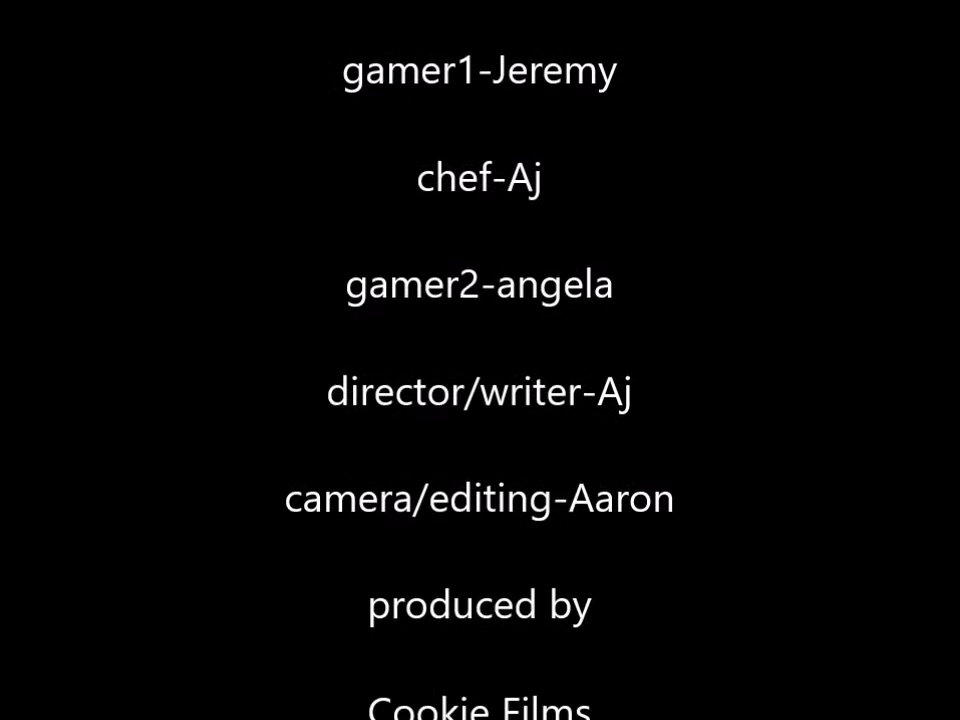 gamer1-Jeremy
chef-Aj
gamer2-angela
director/writer-Aj
camera/editing-Aaron
produced by
Cookie Films